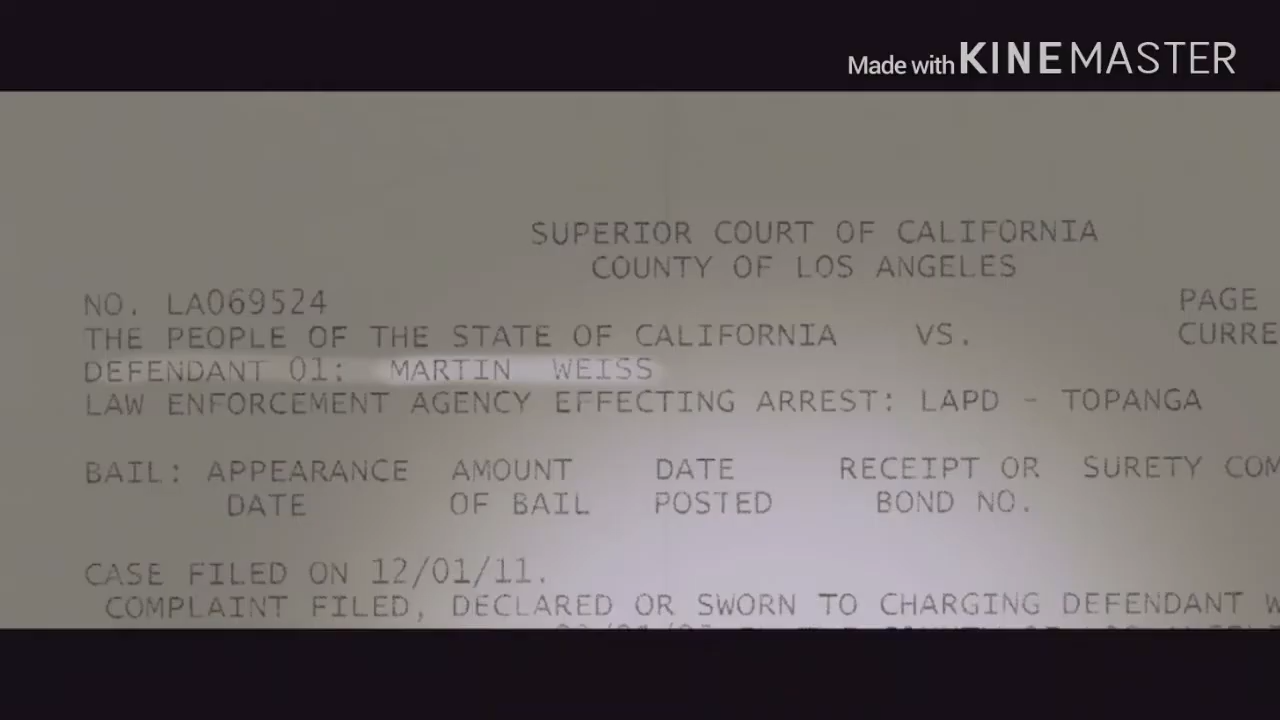 Made with KINEMASTER
SUPERIOR COURT OF CALIFORNIA
COUNTY OF LOS ANGELES
NO. LA069524 PAGE
THE PEOPLE OF THE STATE OF CALIFORNIA VS. CURRE
DEFENDANT 01: MARTIN WEISS
LAW ENFORCEMENT AGENCY EFFECTING ARREST: LAPD - TOPANGA
BAIL: APPEARANCE AMOUNT DATE RECEIPT OR SURETY COM
DATE OF BAIL POSTED BOND NO.
CASE FILED ON 12/01/11.
COMPLAINT FILED, DECLARED OR SWORN TO CHARGING DEFENDANT W